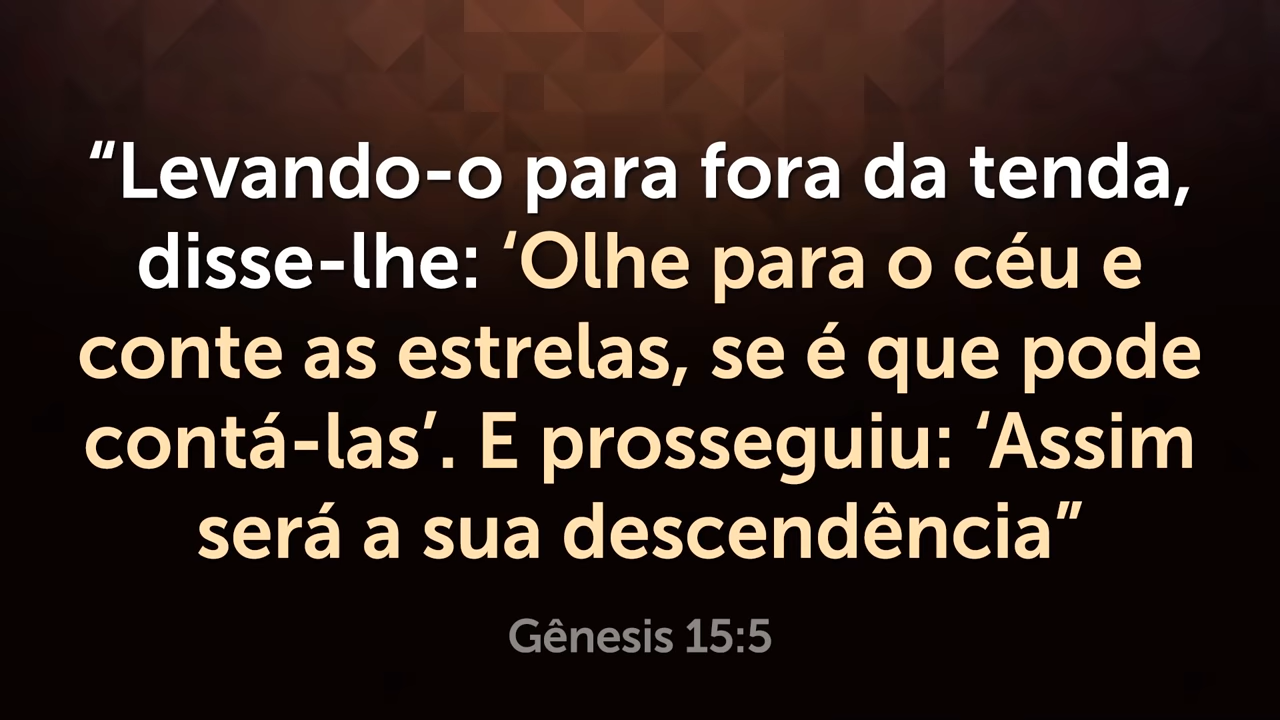 “Levando-o para fora da tenda,
disse-lhe: ‘Olhe para o céu e
conte as estrelas, se é que pode
contá-las’. E prosseguiu: ‘Assim
será a sua descendência”
Gênesis 15:5